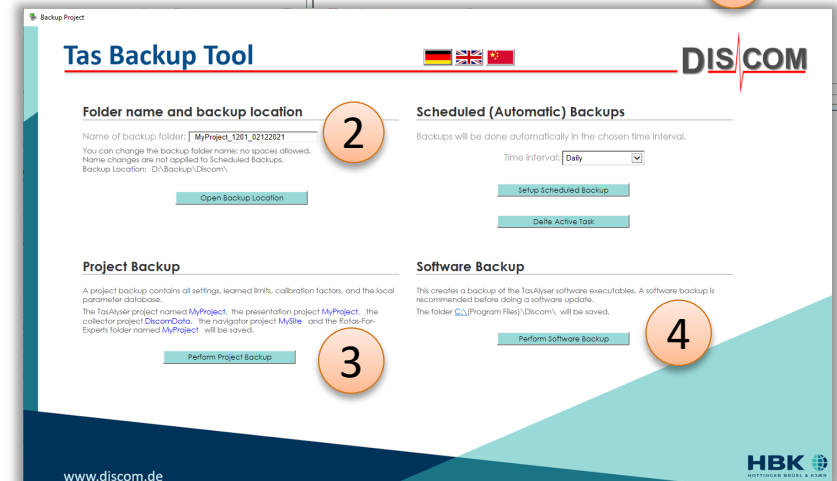 Backup Project
Tas Backup Tool
DISCOM
Folder name and backup location
Name of backup folder: MyProject_1201_02122021
You can change the backup folder name; no spaces allowed.
Name changes are not applied to Scheduled Backups.
Backup Location: D:\Backup\Discom\
Open Backup Location
2
Scheduled (Automatic) Backups
Backups will be done automatically in the chosen time interval.
Time interval: Daily
Setup Scheduled Backup
Delte Active Task
Project Backup
A project backup contains all settings, learned limits, calibration factors, and the local
parameter database.
The TasAlyser project named MyProject, the presentation project MyProject, the
collector project DiscomData, the navigator project MySite and the Rotas-For-
Experts folder named MyProject will be saved.
Perform Project Backup
3
Software Backup
This creates a backup of the TasAlyser software executables. A software backup is
recommended before doing a software update.
The folder C:\(Program Files)\Discom\ will be saved.
Perform Software Backup
4
www.discom.de
HBK
HOTTINGER BRÜEL & KJÆR